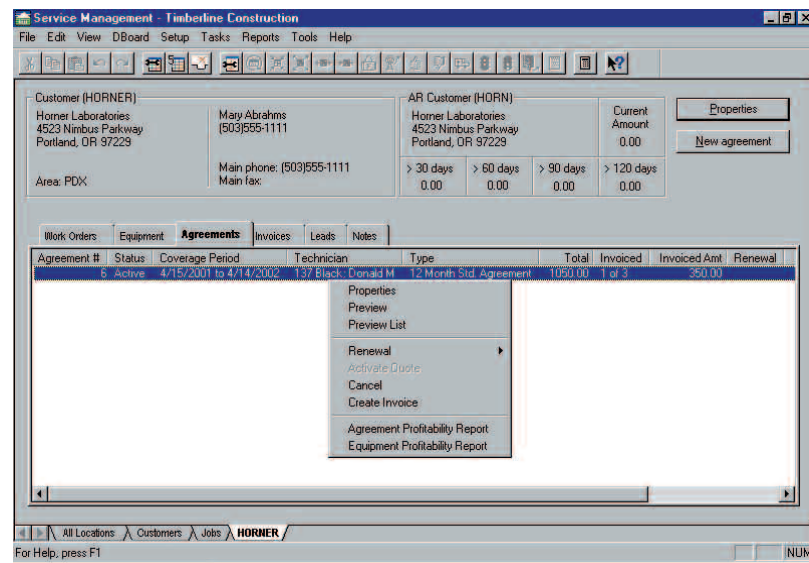 Service Management - Timberline Construction
File Edit View DBoard Setup Tasks Reports Tools Help
Customer (HORNER)
Horner Laboratories
4523 Nimbus Parkway
Portland, OR 97229
Area: PDX
Mary Abrahms
(503)555-1111
Main phone: (503)555-1111
Main fax:
AR Customer (HORN)
Horner Laboratories
4523 Nimbus Parkway
Portland, OR 97229
Current
Amount
0.00
> 30 days > 60 days > 90 days > 120 days
0.00 0.00 0.00 0.00
Properties
New agreement
Work Orders Equipment Agreements Invoices Leads Notes
Agreement # Status Coverage Period Technician Type Total Invoiced Invoiced Amt Renewal
6 Active 4/15/2001 to 4/14/2002 137 Black: Donald M 12 Month Std. Agreement 1050.00 1 of 3 350.00
Properties
Preview
Preview List
Renewal
Activate Quote
Cancel
Create Invoice
Agreement Profitability Report
Equipment Profitability Report
All Locations Customers Jobs HORNER
For Help, press F1
NUM